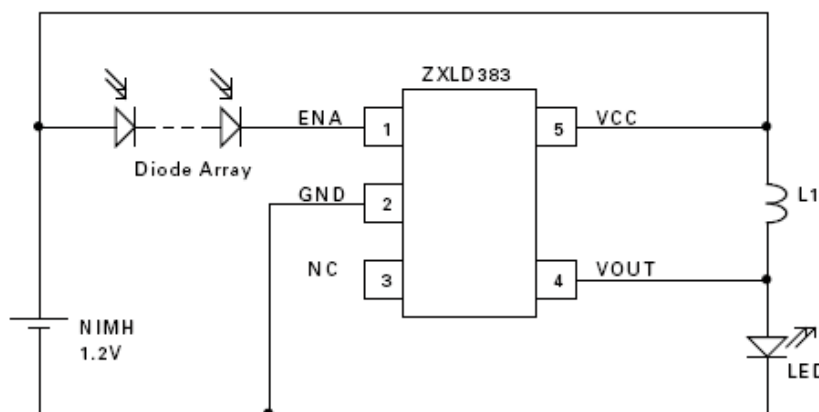 ZXLD383
ENA
1
5
VCC
Diode Array
GND
2
L1
NC
3
4
VOUT
NIMH
1.2V
LED